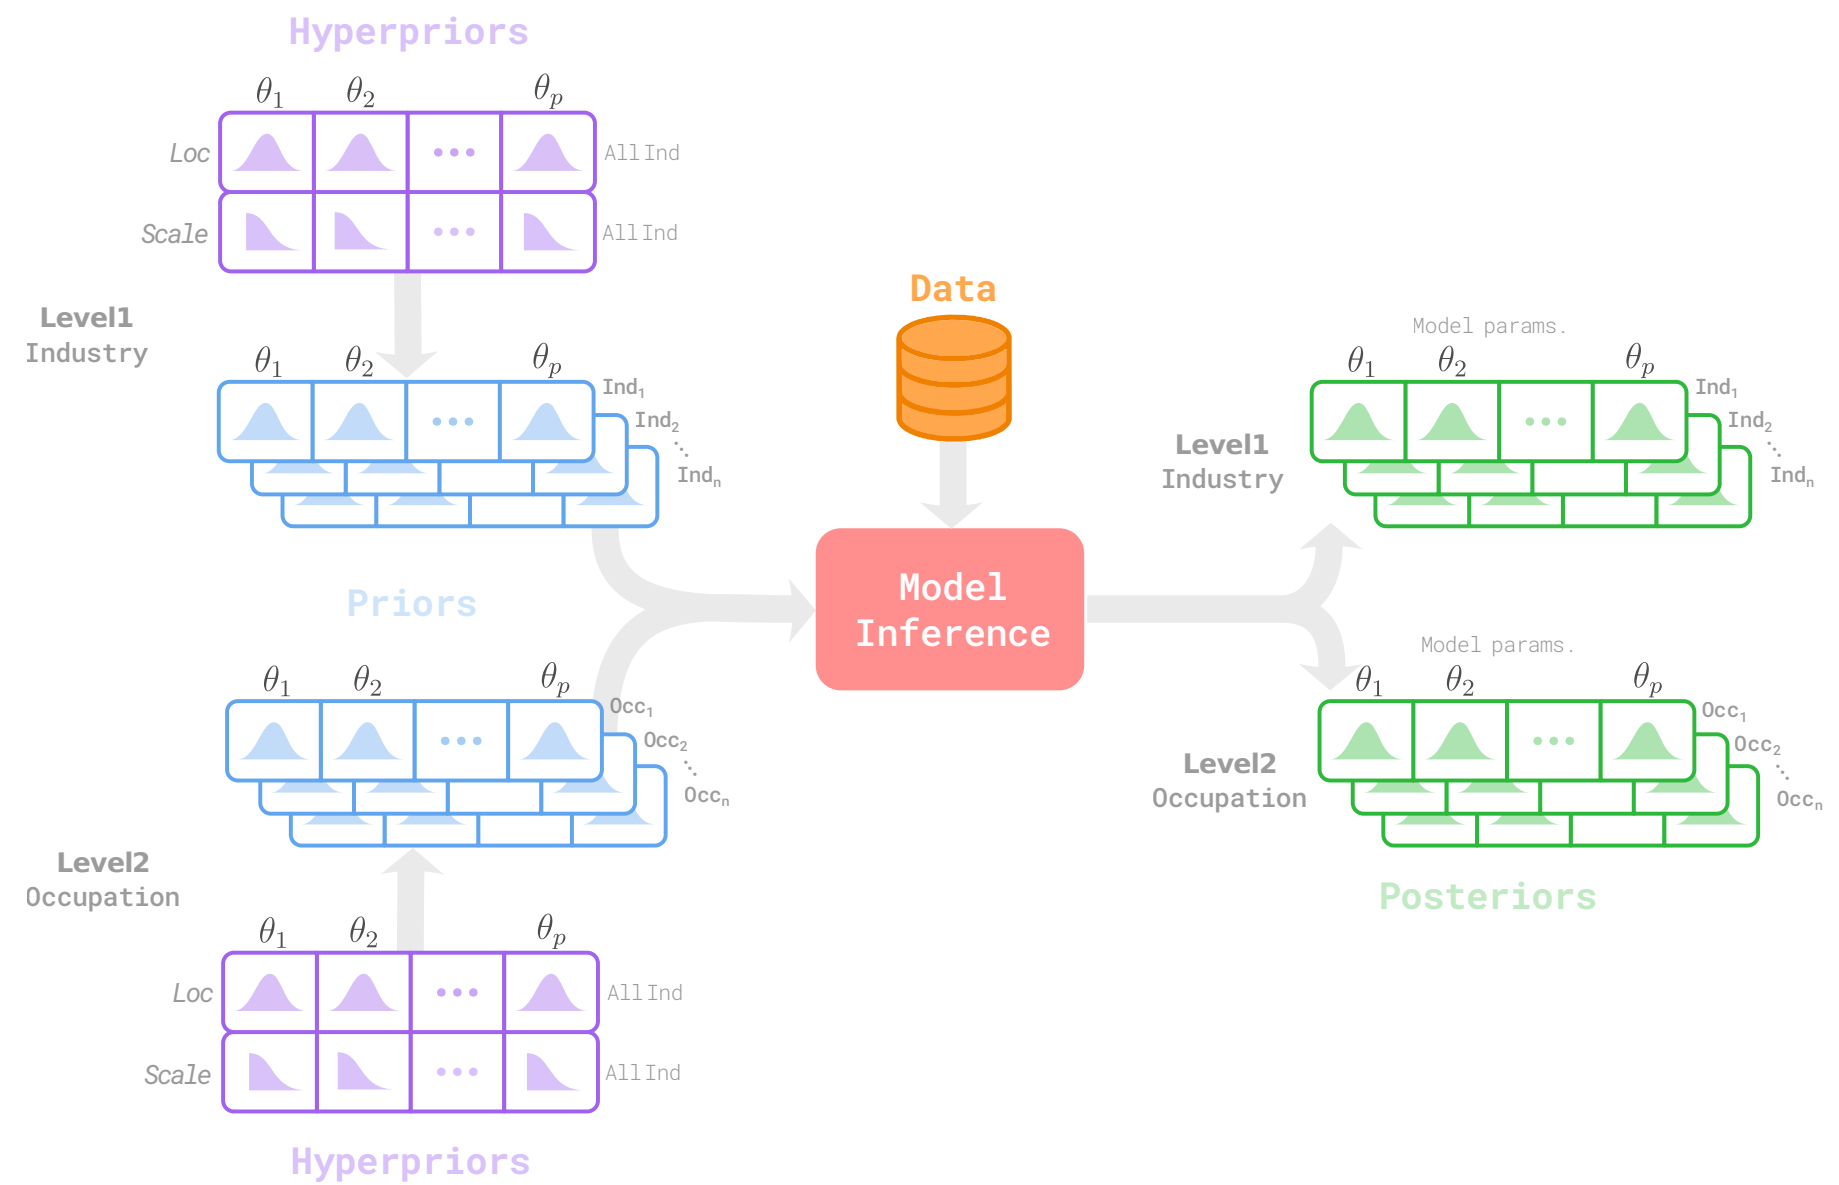 Hyperpriors
θ1 θ2 θp
Loc
All Ind
Scale
All Ind
Level1
Industry
θ1 θ2 θp
Ind1
Ind2
Indn
Priors
θ1 θ2 θp
Occ1
Occ2
Occn
Level2
Occupation
θ1 θ2 θp
Loc
All Ind
Scale
All Ind
Hyperpriors
Data
Model
Inference
Model params.
θ1 θ2 θp
Ind1
Ind2
Indn
Level1
Industry
Model params.
θ1 θ2 θp
Occ1
Occ2
Occn
Level2
Occupation
Posteriors